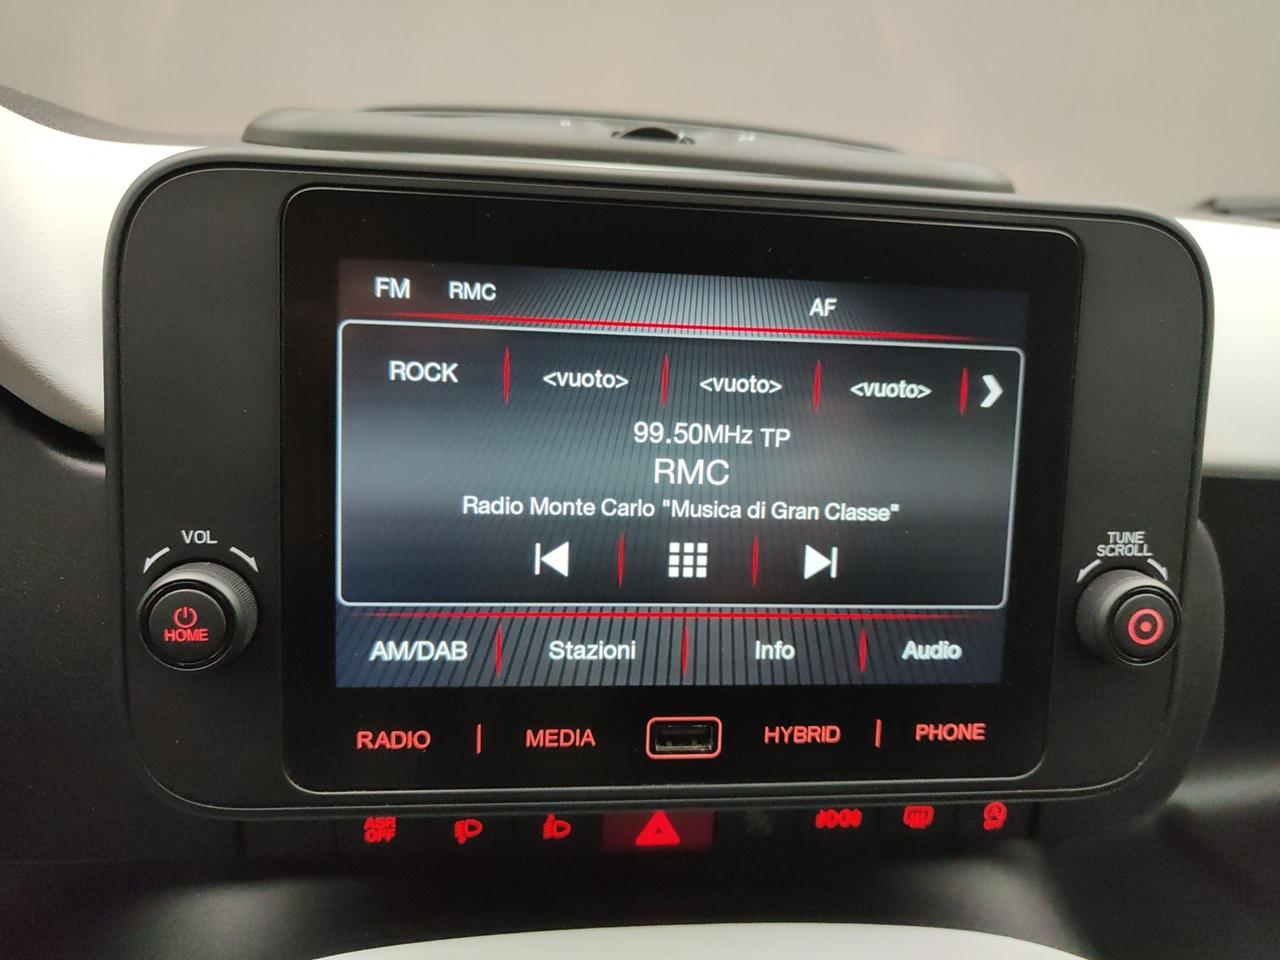 FM RMC AF
ROCK <vuoto> <vuoto> <vuoto>
99.50MHz TP
RMC
Radio Monte Carlo "Musica di Gran Classe"
VOL
TUNE
SCROLL
HOME
AM/DAB Stazioni Info Audio
RADIO MEDIA HYBRID PHONE
ASR
OFF